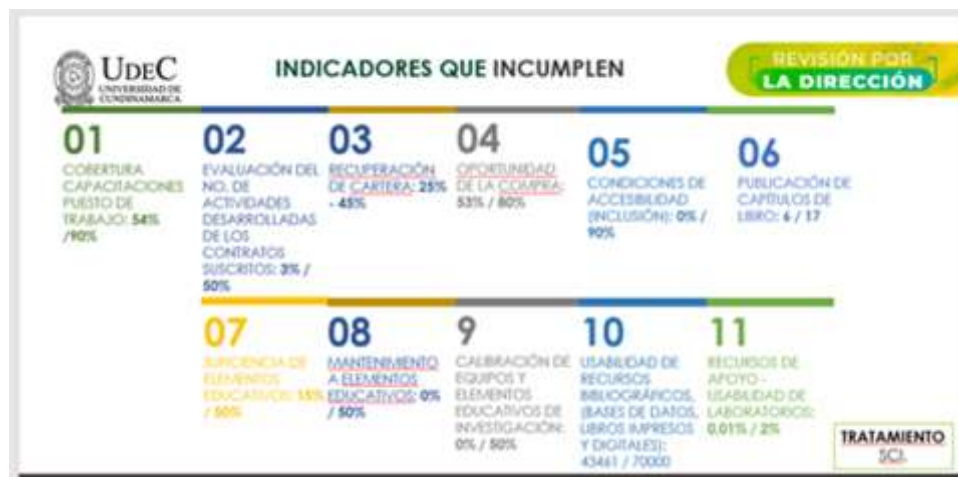 UDEC
UNIVERSIDAD DE
CUNDINAMARCA
INDICADORES QUE INCUMPLEN
REVISIÓN POR
LA DIRECCIÓN
01
COBERTURA
CAPACITACIONES
PUESTO DE
TRABAJO: 54%
/90%
02
EVALUACIÓN DEL
NO. DE
ACTIVIDADES
DESARROLLADAS
DE LOS
CONTRATOS
SUSCRITOS: 3% /
50%
03
RECUPERACIÓN
DE CARTERA: 25%
- 45%
04
OPORTUNIDAD
DE LA COMPRA:
53% / 80%
05
CONDICIONES DE
ACCESIBILIDAD
(INCLUSIÓN): 0% /
90%
06
PUBLICACIÓN DE
CAPÍTULOS DE
LIBRO: 6 / 17
07
SUFICIENCIA DE
ELEMENTOS
EDUCATIVOS: 15%
/ 50%
08
MANTENIMIENTO
A ELEMENTOS
EDUCATIVOS: 0%
/ 50%
9
CALIBRACIÓN DE
EQUIPOS Y
ELEMENTOS
EDUCATIVOS DE
INVESTIGACIÓN:
0% / 50%
10
USABILIDAD DE
RECURSOS
BIBLIOGRÁFICOS,
(BASES DE DATOS,
LIBROS IMPRESOS
Y DIGITALES):
43461 / 70000
11
RECURSOS DE
APOYO -
USABILIDAD DE
LABORATORIOS:
0,01% / 2%
TRATAMIENTO
SCI.